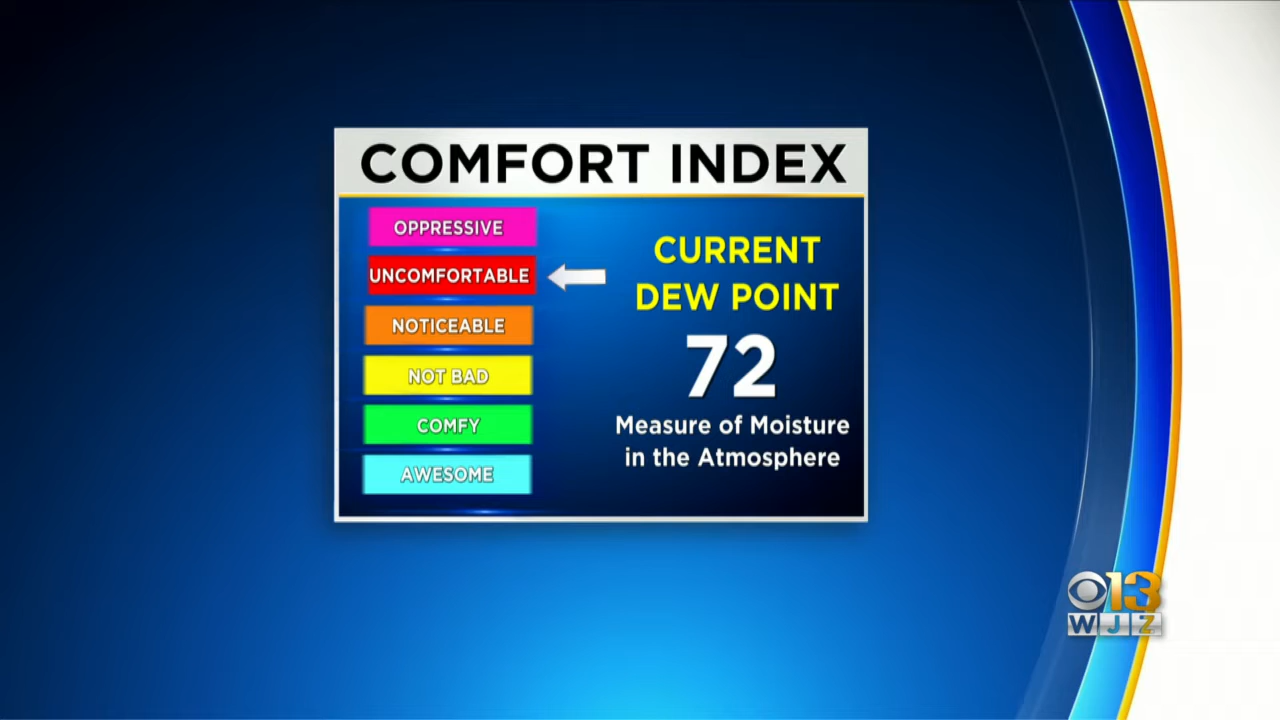 COMFORT INDEX
OPPRESSIVE
UNCOMFORTABLE
NOTICEABLE
NOT BAD
COMFY
AWESOME
CURRENT
DEW POINT
72
Measure of Moisture
in the Atmosphere
13
WJZ